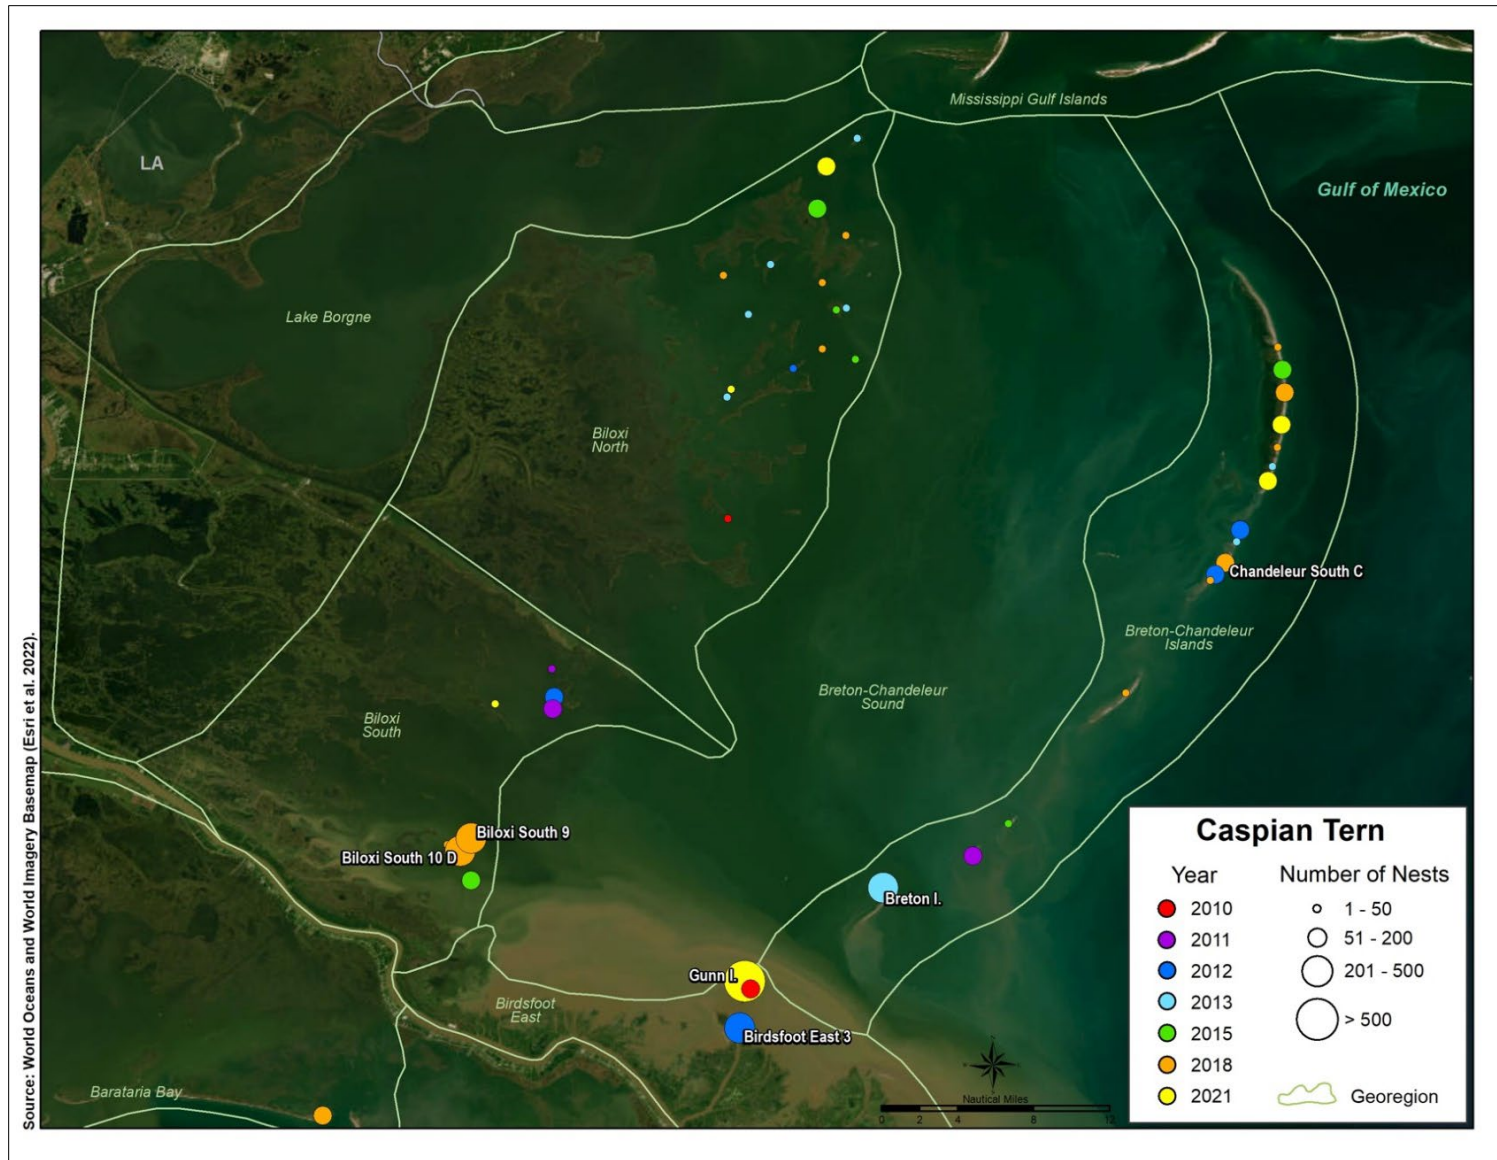 Mississippi Gulf Islands
LA
Gulf of Mexico
Lake Borgne
Biloxi
North
Chandeleur South C
Breton-Chandeleur
Islands
Breton-Chandeleur
Sound
Biloxi
South
Biloxi South 9
Biloxi South 10 D
Breton I.
Gunn I.
Birdsfoot
East
Birdsfoot East 3
Barataria Bay
Nautical Miles
0 2 4 8 12
Caspian Tern
Year
2010
2011
2012
2013
2015
2018
2021
Number of Nests
1 - 50
51 - 200
201 - 500
> 500
Georegion
Source: World Oceans and World Imagery Basemap (Esri et al. 2022).